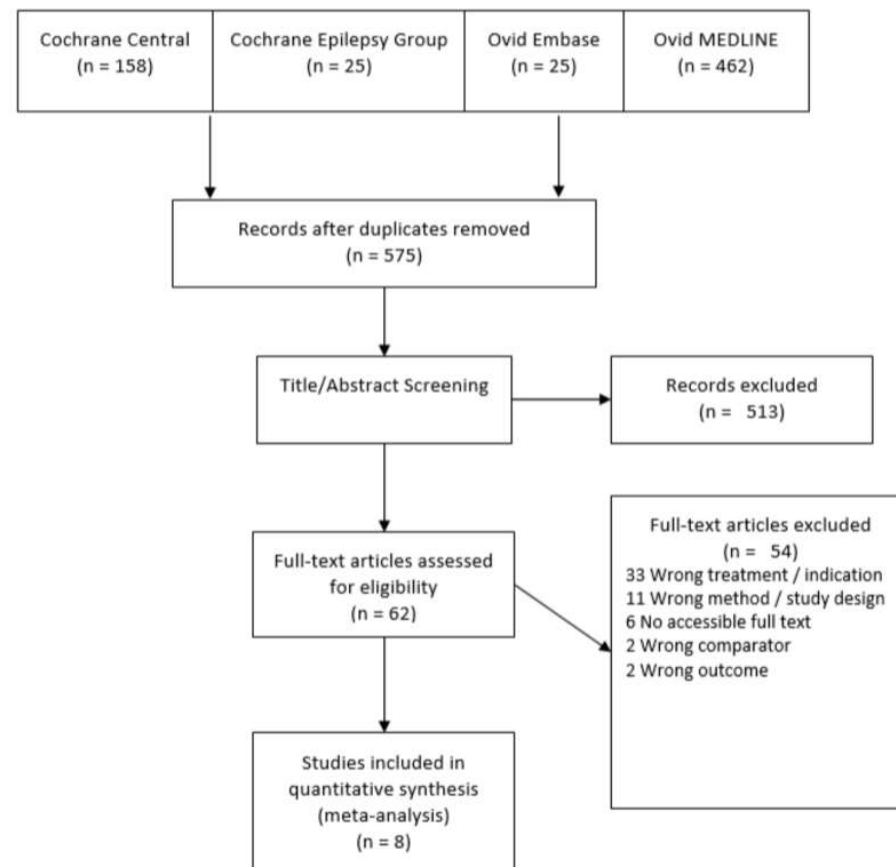 Cochrane Central
(n = 158)
Cochrane Epilepsy Group
(n = 25)
Ovid Embase
(n = 25)
Ovid MEDLINE
(n = 462)
Records after duplicates removed
(n = 575)
Title/Abstract Screening
Records excluded
(n = 513)
Full-text articles assessed
for eligibility
(n = 62)
Full-text articles excluded
(n = 54)
33 Wrong treatment / indication
11 Wrong method / study design
6 No accessible full text
2 Wrong comparator
2 Wrong outcome
Studies included in
quantitative synthesis
(meta-analysis)
(n = 8)